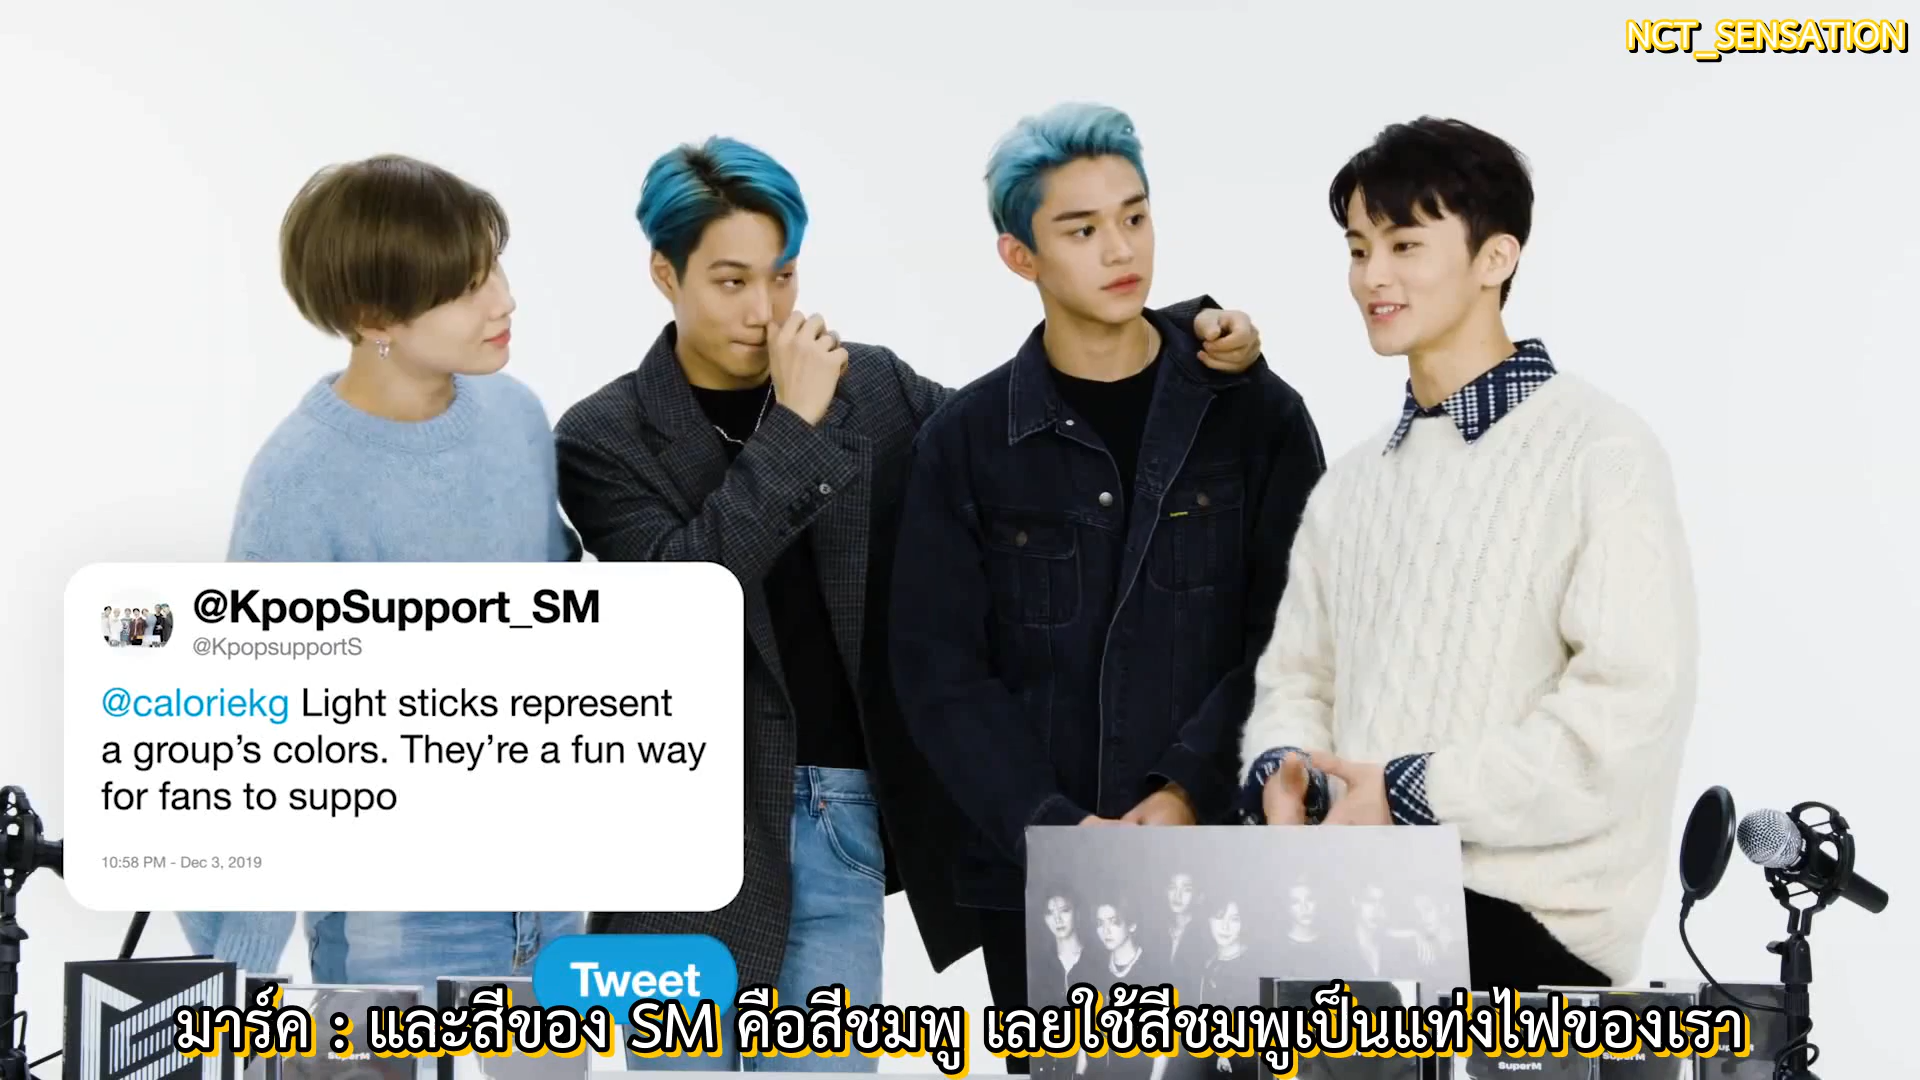 NCT_SENSATION
@KpopSupport_SM
@KpopsupportS
@caloriekg Light sticks represent
a group's colors. They're a fun way
for fans to suppo
10:58 PM - Dec 3, 2019
Tweet
มาร์ค : และสีของ SM คือสีชมพู เลยใช้สีชมพูเป็นแท่งไฟของเรา
SuperM
SuperM
SuperM